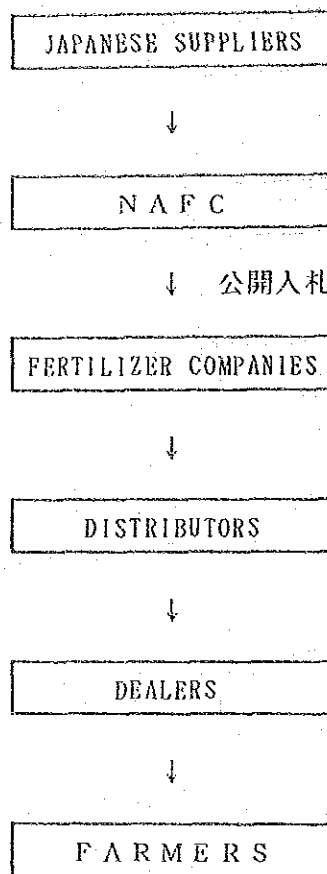 JAPANESE SUPPLIERS
↓
NAFC
↓ 公開入札
FERTILIZER COMPANIES
↓
DISTRIBUTORS
↓
DEALERS
↓
FARMERS